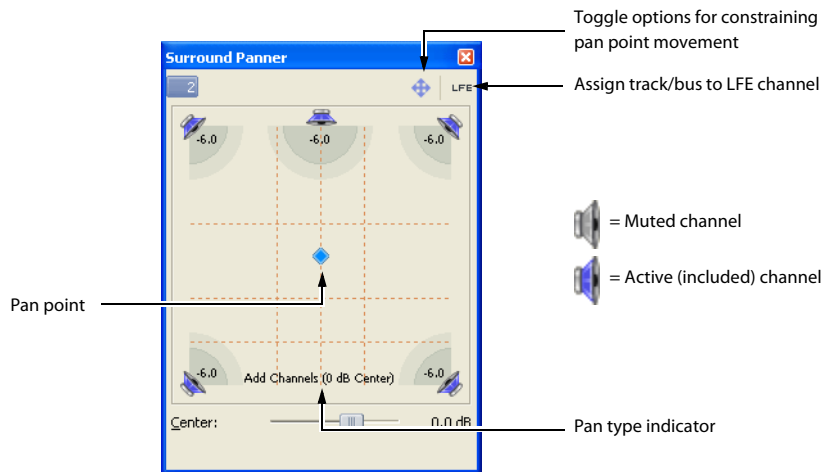 Toggle options for constraining
pan point movement
Surround Panner
2
LFE
Assign track/bus to LFE channel
-6.0
-6.0
-6.0
= Muted channel
= Active (included) channel
Pan point
-6.0
Add Channels (0 dB Center)
-6.0
Center:
0.0 dB
Pan type indicator